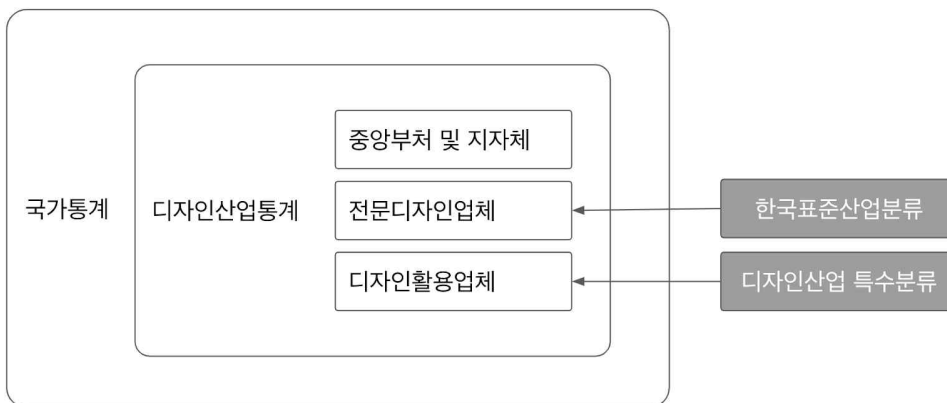 국가통계
디자인산업통계
중앙부처 및 지자체
전문디자인업체
디자인활용업체
한국표준산업분류
디자인산업 특수분류